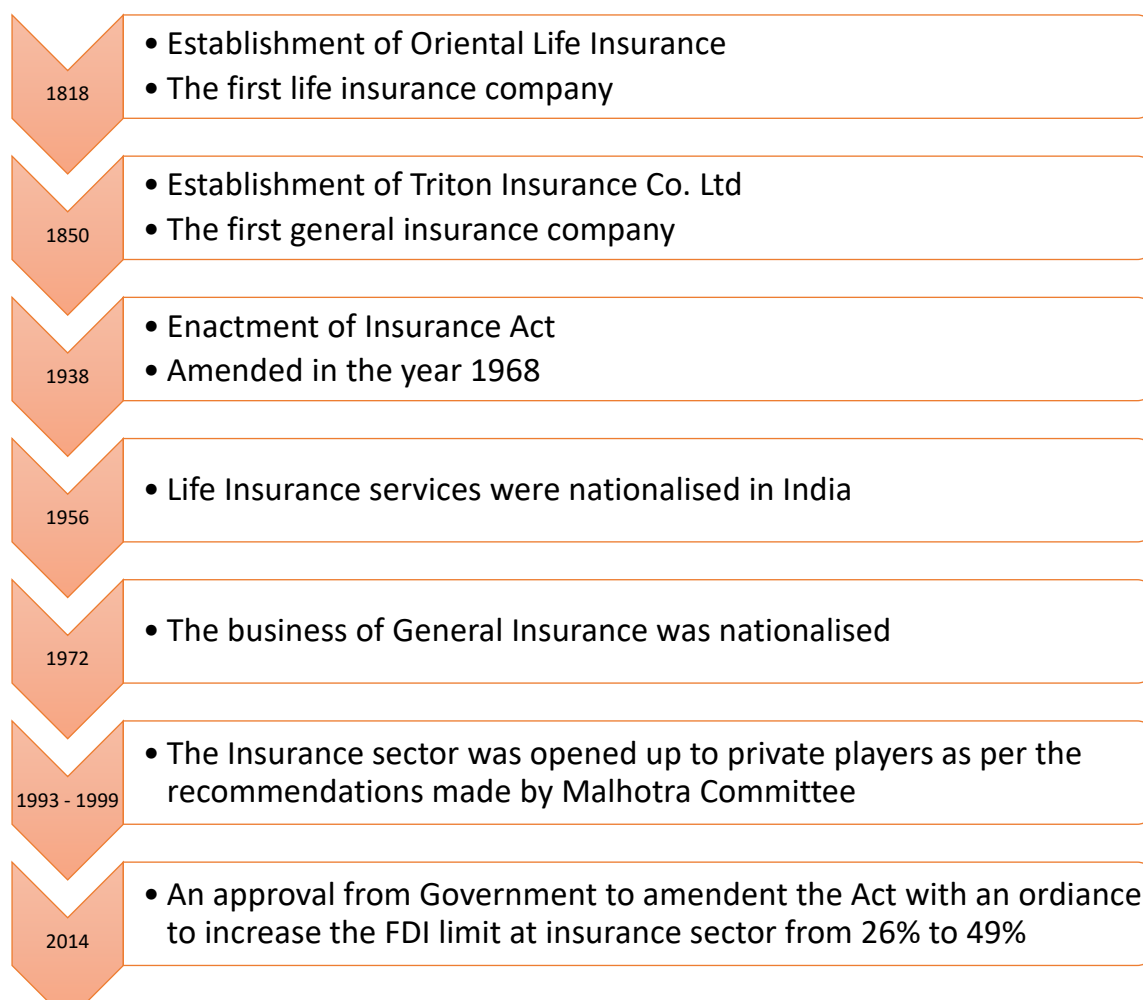 1818
• Establishment of Oriental Life Insurance
• The first life insurance company
1850
• Establishment of Triton Insurance Co. Ltd
• The first general insurance company
1938
• Enactment of Insurance Act
• Amended in the year 1968
1956
• Life Insurance services were nationalised in India
1972
• The business of General Insurance was nationalised
1993 - 1999
• The Insurance sector was opened up to private players as per the
recommendations made by Malhotra Committee
2014
• An approval from Government to amendent the Act with an ordiance
to increase the FDI limit at insurance sector from 26% to 49%